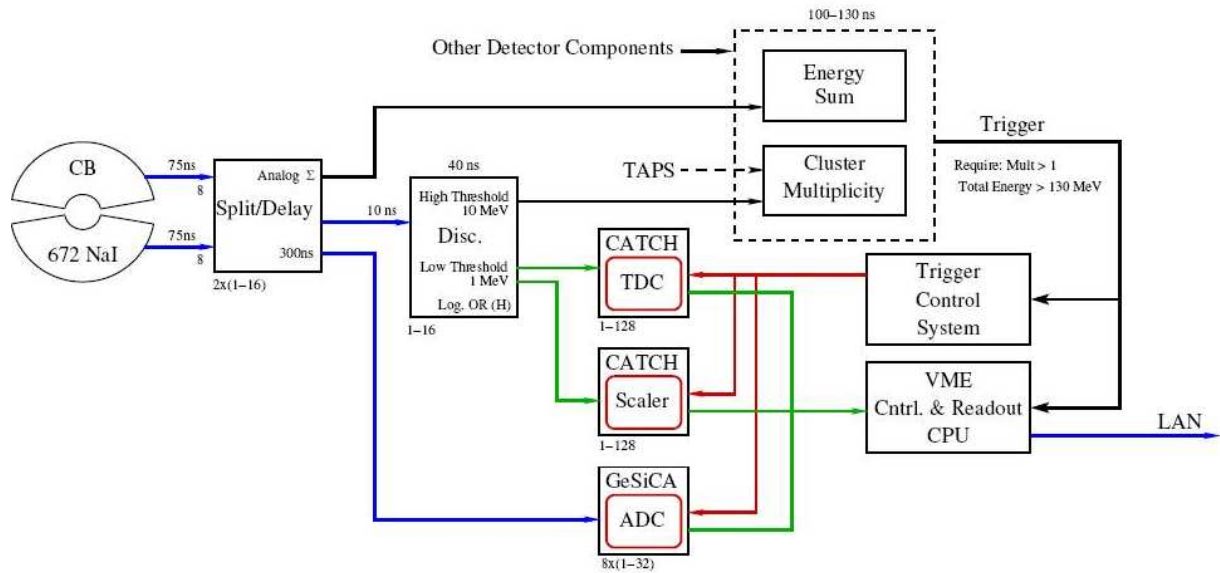 100−130 ns
Other Detector Components
Energy
Sum
Trigger
CB
75ns
8
Analog Σ
Split/Delay
300ns
2x(1−16)
672 NaI
75ns
8
10 ns
40 ns
High Threshold
10 MeV
Disc.
Low Threshold
1 MeV
Log. OR (H)
1−16
TAPS
Cluster
Multiplicity
Require: Mult > 1
Total Energy > 130 MeV
CATCH
TDC
1−128
Trigger
Control
System
CATCH
Scaler
1−128
VME
Cntrl. & Readout
CPU
LAN
GeSiCA
ADC
8x(1−32)